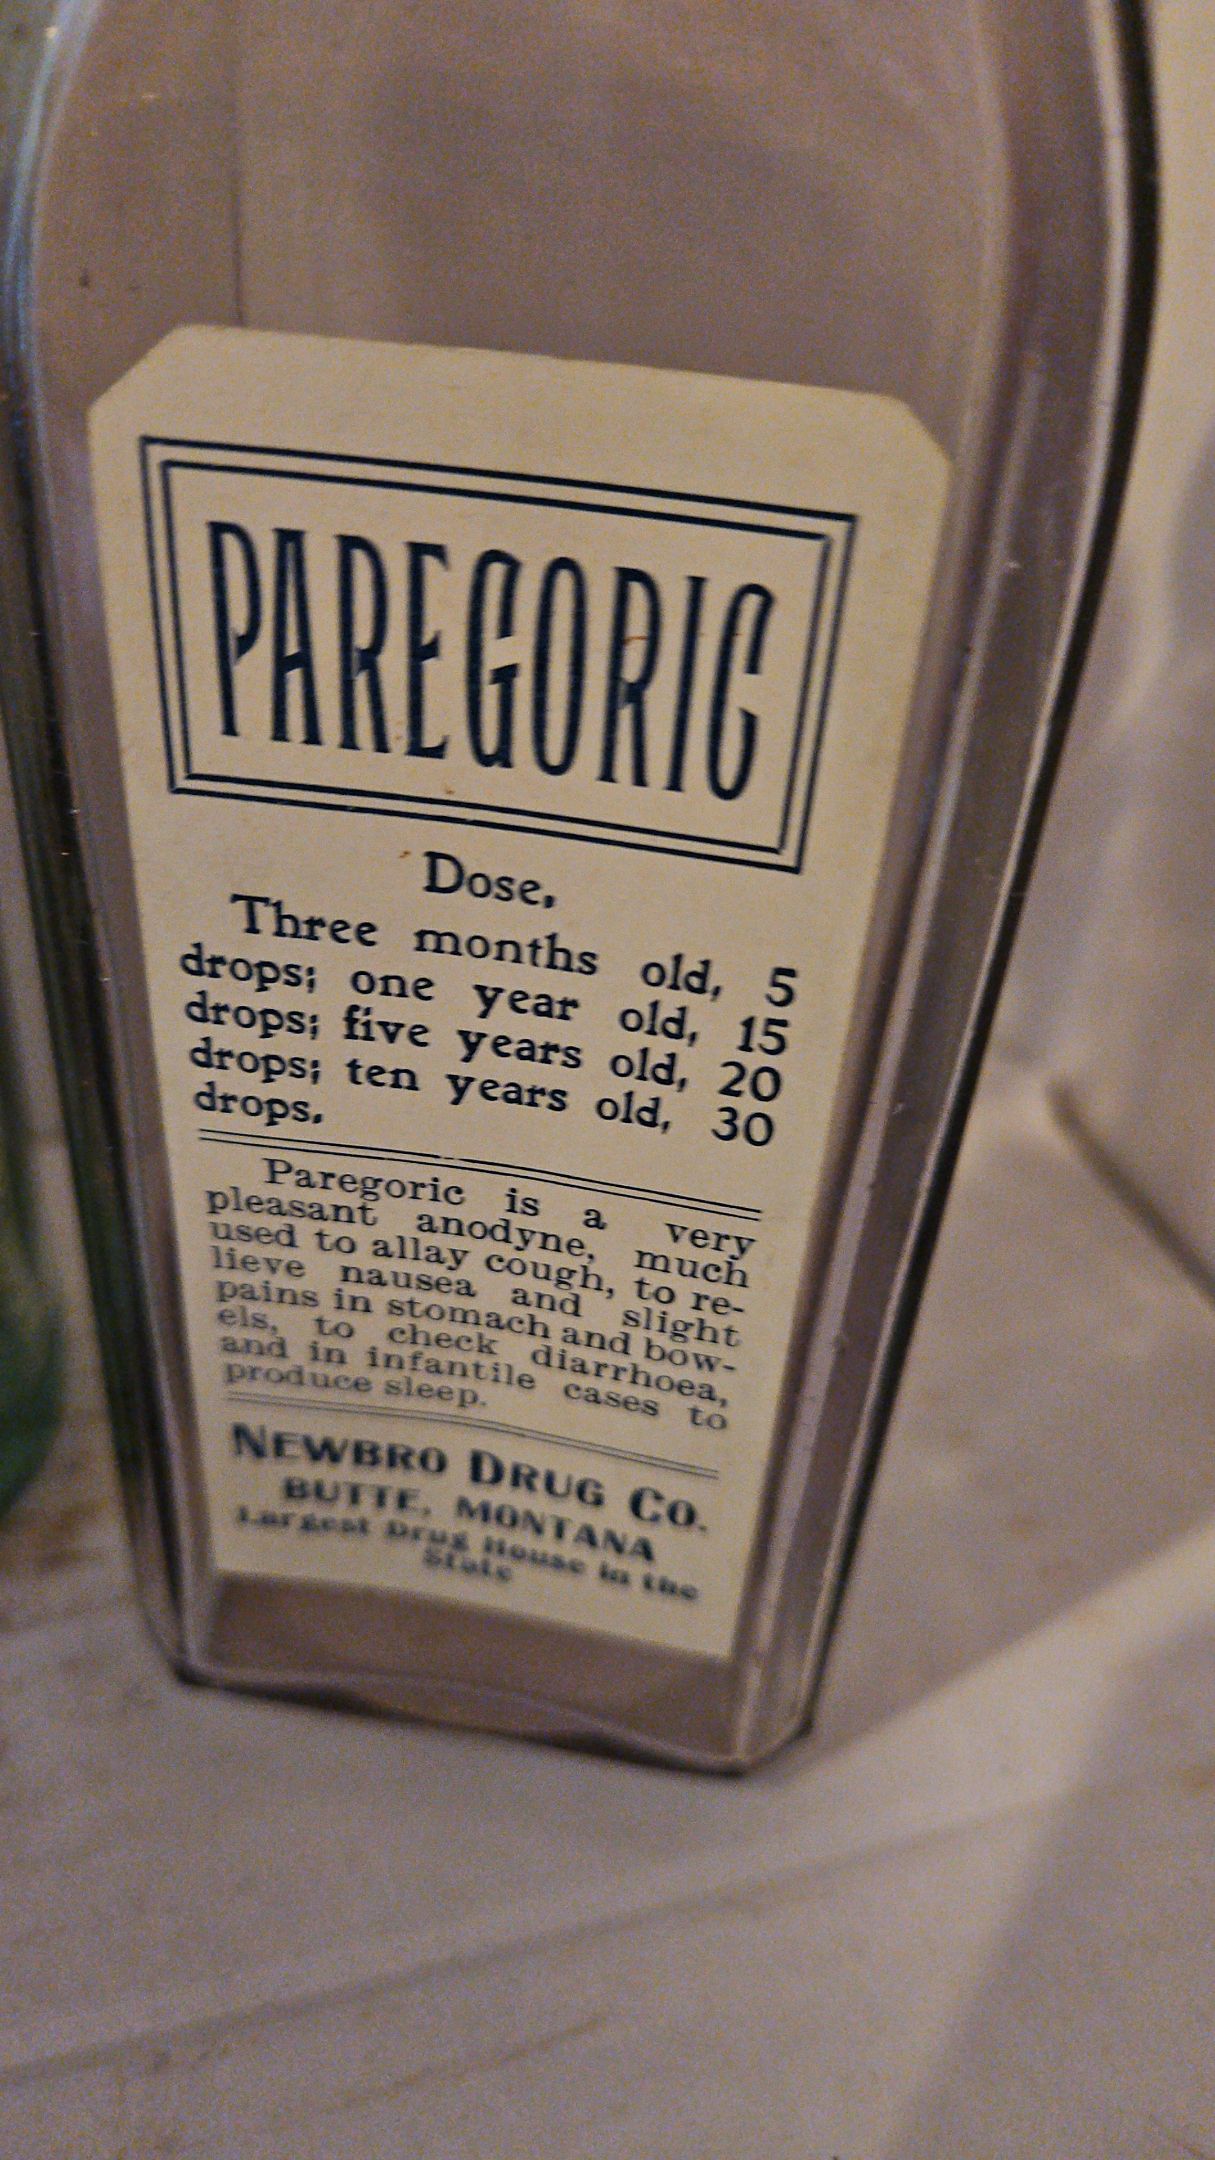 PAREGORIC
Dose,
Three months old, 5
drops; one year old, 15
drops; five years old, 20
drops; ten years old, 30
drops.
Paregoric is a very
pleasant anodyne, much
used to allay cough, to re-
lieve nausea and slight
pains in stomach and bow-
els, to check diarrhoea,
and in infantile cases to
produce sleep.
NEWBRO DRUG CO.
BUTTE, MONTANA
Largest Drug House in the
State